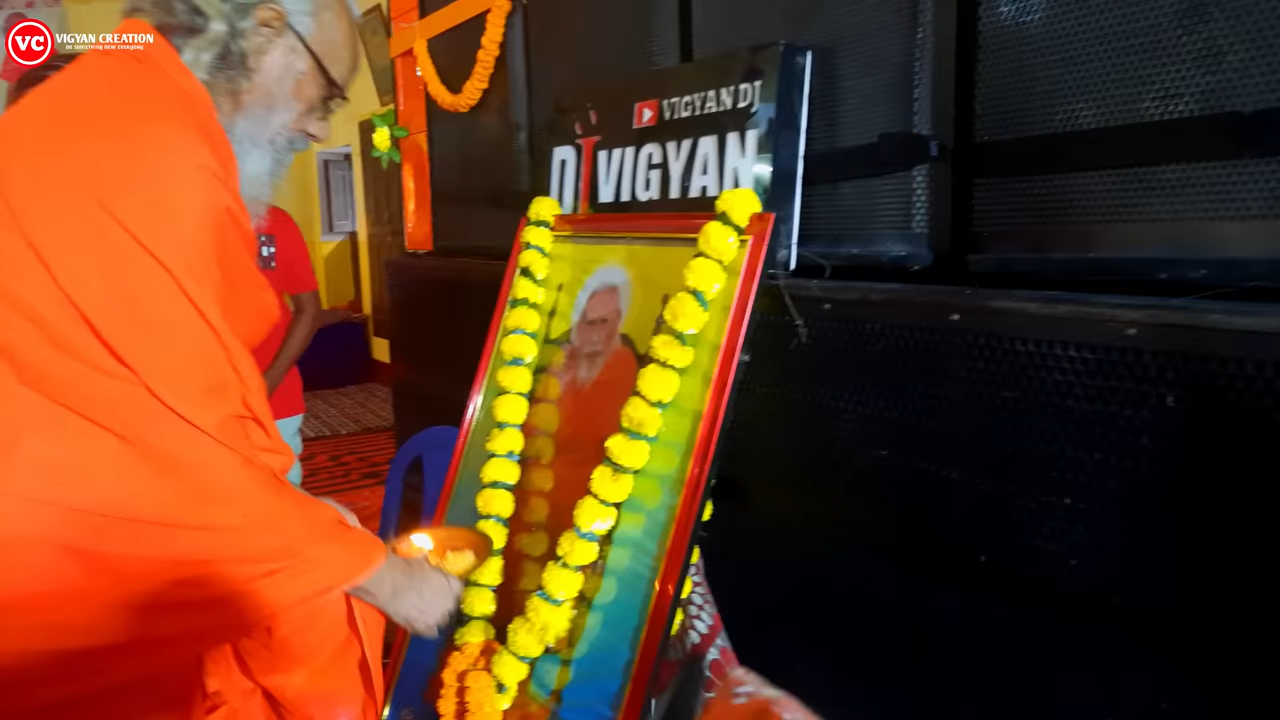 VC
VIGYAN CREATION
DO SOMETHING NEW EVERYDAY
VIGYAN DJ
DJ VIGYAN